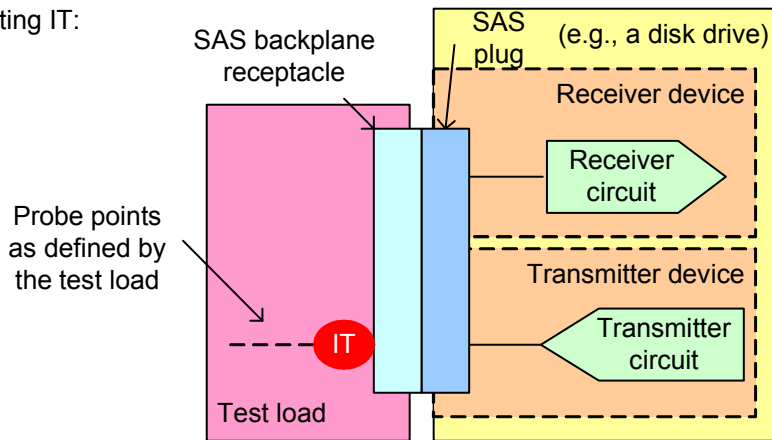 ting IT:
SAS backplane
receptacle
SAS
plug
(e.g., a disk drive)
Receiver device
Receiver
circuit
Probe points
as defined by
the test load
Transmitter device
Transmitter
circuit
IT
Test load